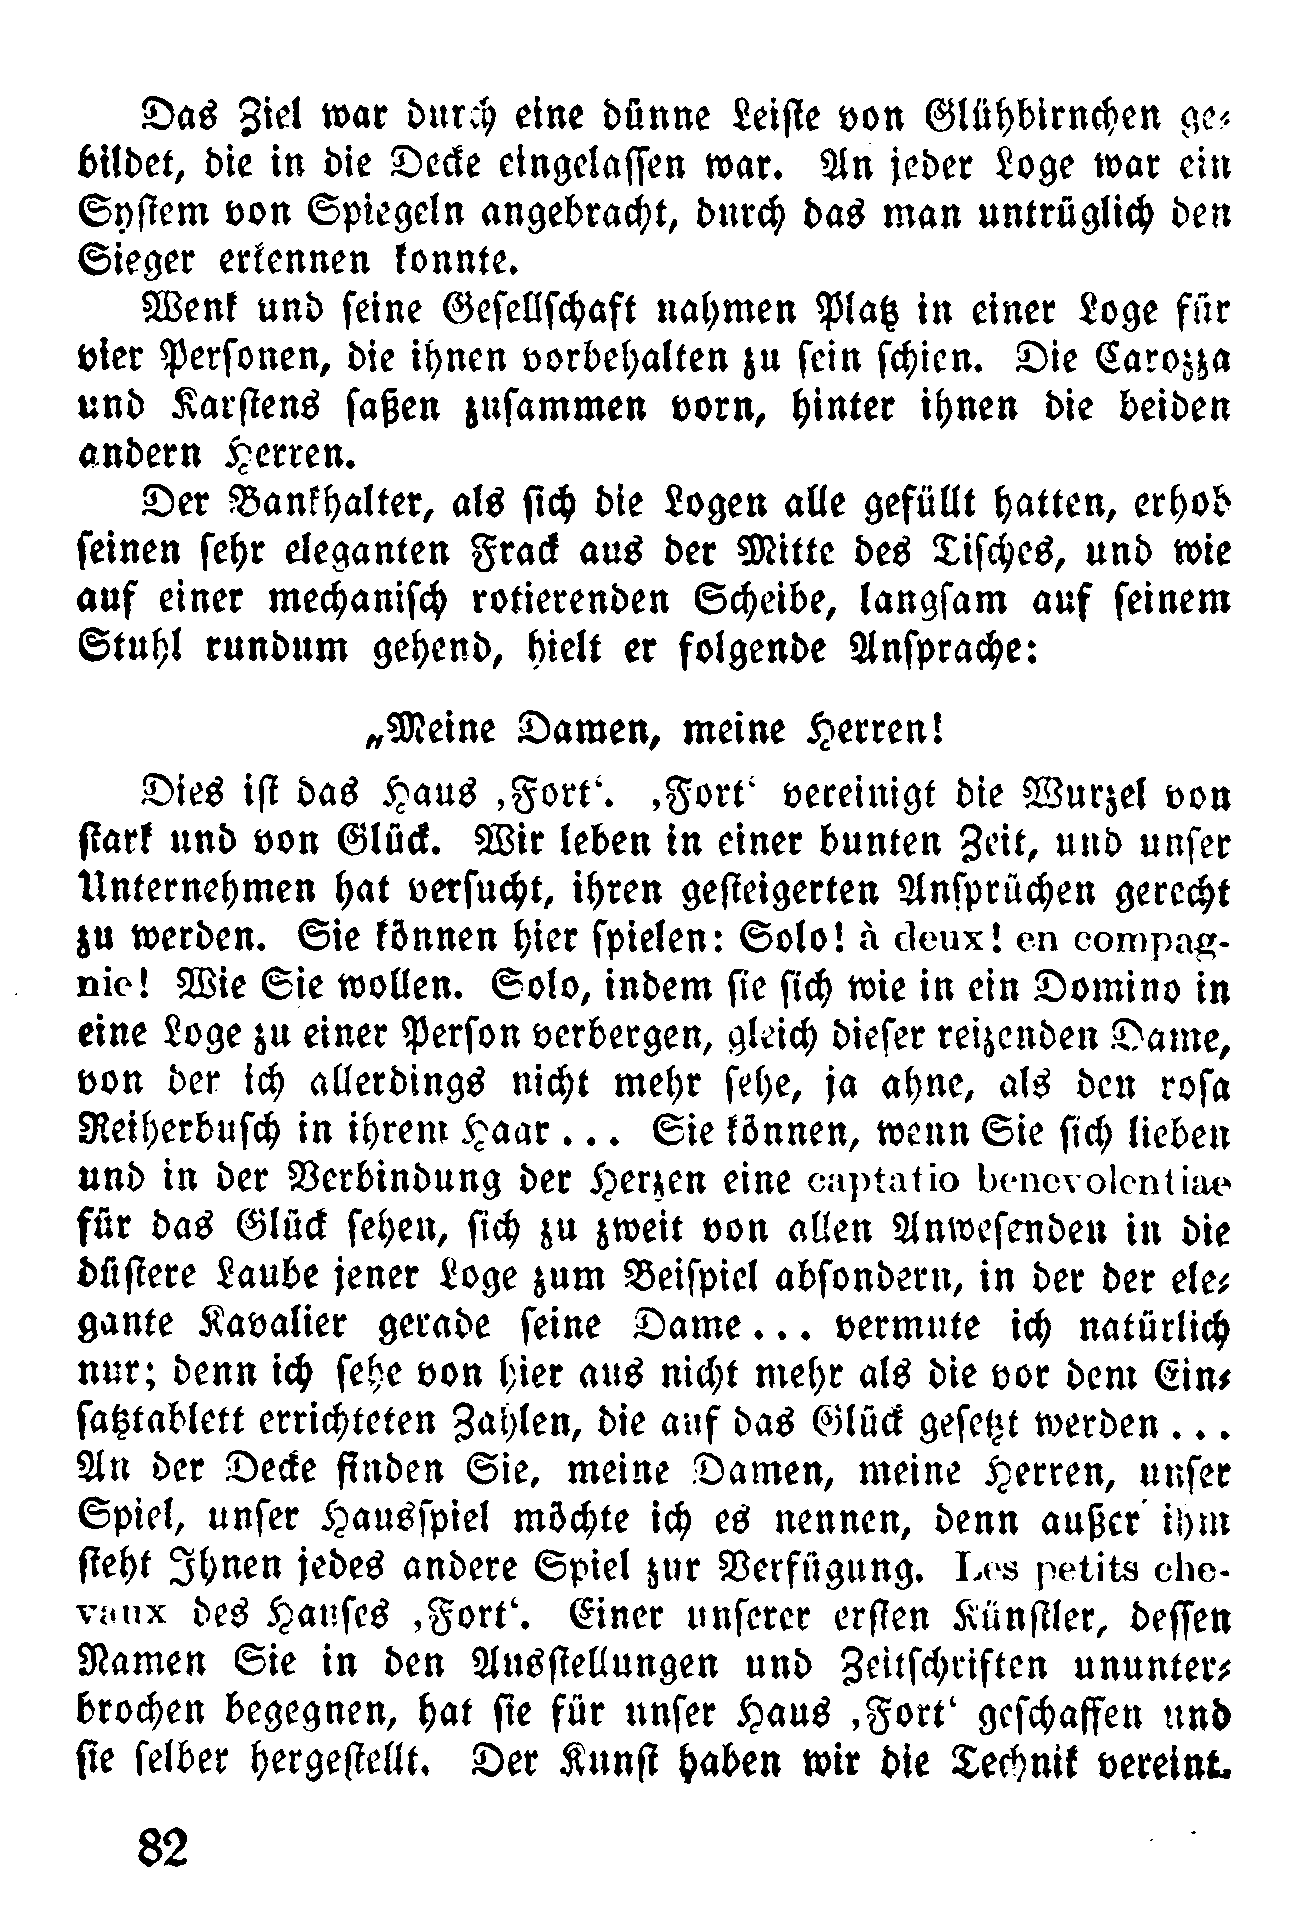 Das Ziel war durch eine dünne Leiste von Glühbirnchen ge-
bildet, die in die Decke eingelassen war. An jeder Loge war ein
System von Spiegeln angebracht, durch das man untrüglich den
Sieger erkennen konnte.
Wenk und seine Gesellschaft nahmen Platz in einer Loge für
vier Personen, die ihnen vorbehalten zu sein schien. Die Carozza
und Karstens saßen zusammen vorn, hinter ihnen die beiden
andern Herren.
Der Bankhalter, als sich die Logen alle gefüllt hatten, erhob
seinen sehr eleganten Frack aus der Mitte des Tisches, und wie
auf einer mechanisch rotierenden Scheibe, langsam auf seinem
Stuhl rundum gehend, hielt er folgende Ansprache:
„Meine Damen, meine Herren!
Dies ist das Haus ‚Fort‘. ‚Fort‘ vereinigt die Wurzel von
stark und von Glück. Wir leben in einer bunten Zeit, und unser
Unternehmen hat versucht, ihren gesteigerten Ansprüchen gerecht
zu werden. Sie können hier spielen: Solo! à deux! en compag-
nie! Wie Sie wollen. Solo, indem sie sich wie in ein Domino in
eine Loge zu einer Person verbergen, gleich dieser reizenden Dame,
von der ich allerdings nicht mehr sehe, ja ahne, als den rosa
Reiherbusch in ihrem Haar... Sie können, wenn Sie sich lieben
und in der Verbindung der Herzen eine captatio benevolentiae
für das Glück sehen, sich zu zweit von allen Anwesenden in die
düstere Laube jener Loge zum Beispiel absondern, in der der ele-
gante Kavalier gerade seine Dame... vermute ich natürlich
nur; denn ich sehe von hier aus nicht mehr als die vor dem Ein-
satztablett errichteten Zahlen, die auf das Glück gesetzt werden...
An der Decke finden Sie, meine Damen, meine Herren, unser
Spiel, unser Hausspiel möchte ich es nennen, denn außer ihm
steht Ihnen jedes andere Spiel zur Verfügung. Les petits che-
vaux des Hauses ‚Fort‘. Einer unserer ersten Künstler, dessen
Namen Sie in den Ausstellungen und Zeitschriften ununter-
brochen begegnen, hat sie für unser Haus ‚Fort‘ geschaffen und
sie selber hergestellt. Der Kunst haben wir die Technik vereint.
82